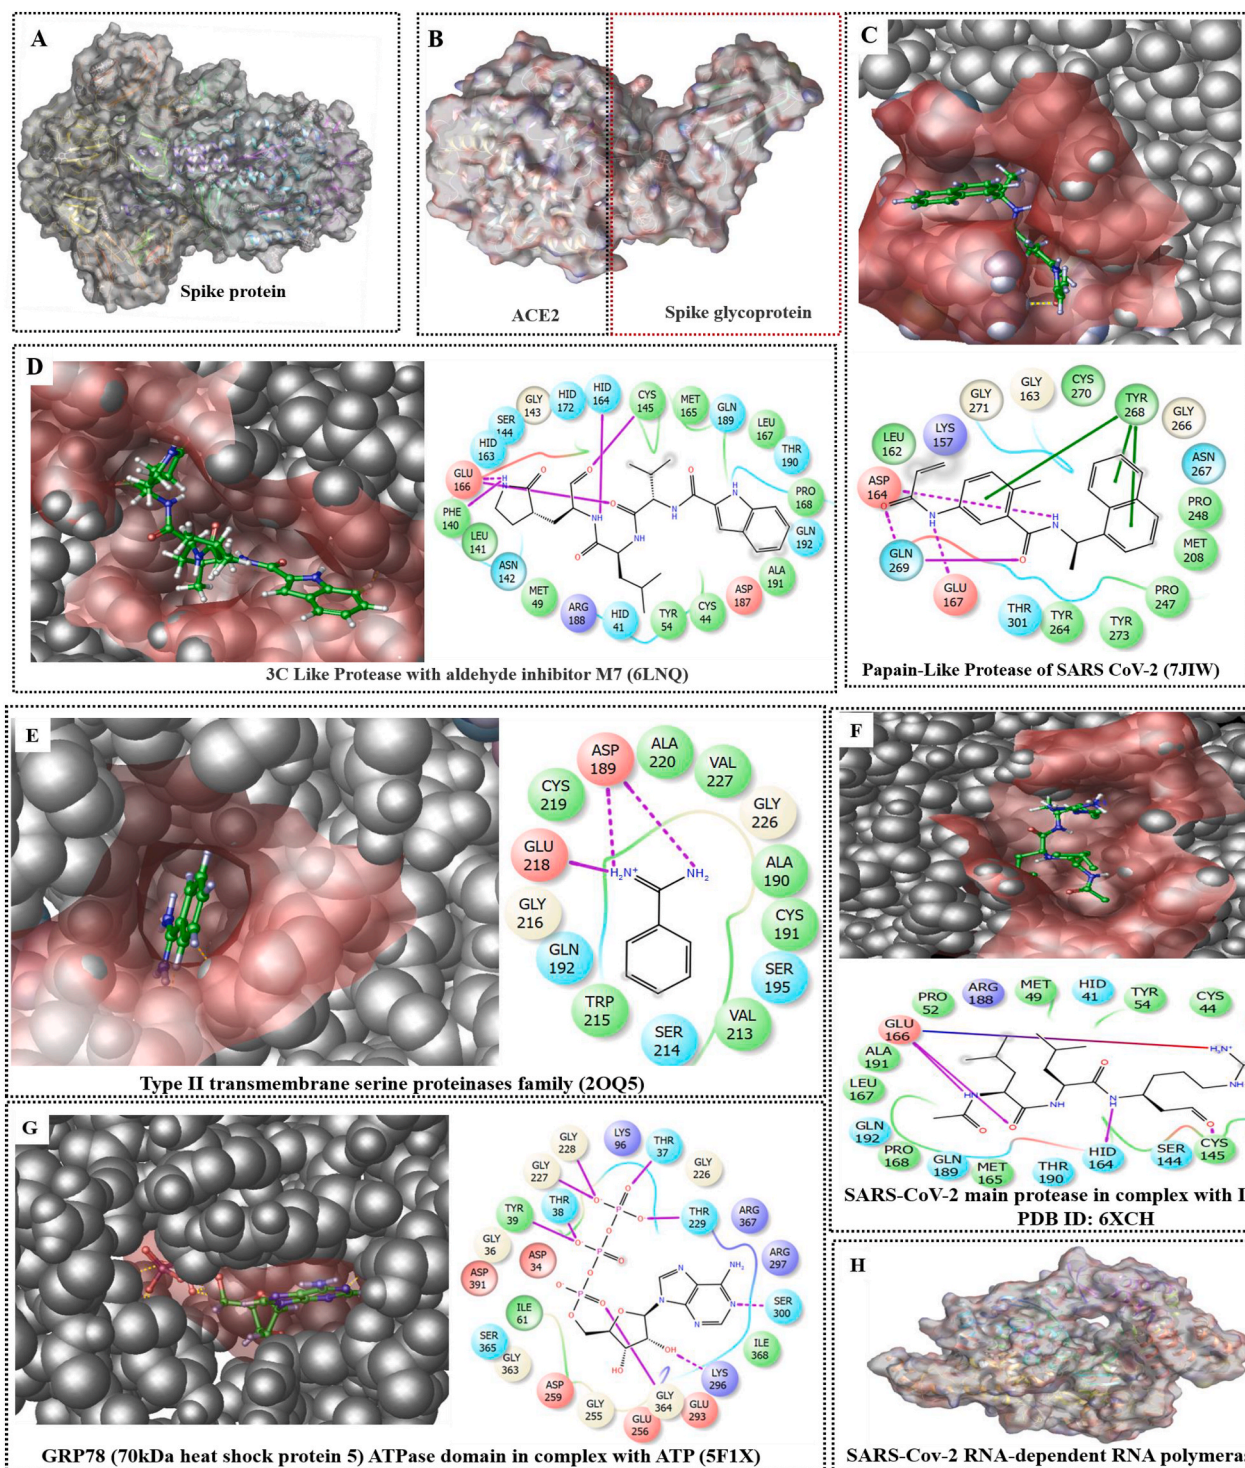 A
Spike protein
B
ACE2
Spike glycoprotein
C
GLY
271
GLY
163
CYS
270
TYR
268
GLY
266
LEU
162
LYS
157
ASN
267
ASP
164
PRO
248
GLN
269
MET
208
GLU
167
PRO
247
THR
301
TYR
264
TYR
273
O
NH
NH
O
Papain-Like Protease of SARS CoV-2 (7JIW)
D
GLY
143
HID
172
HID
164
CYS
145
MET
165
GLN
189
SER
144
LEU
167
HID
163
THR
190
GLU
166
PRO
168
PHE
140
GLN
192
LEU
141
ASN
142
ALA
191
MET
49
ASP
187
ARG
188
HID
41
TYR
54
CYS
44
3C Like Protease with aldehyde inhibitor M7 (6LNQ)
E
ASP
189
ALA
220
VAL
227
CYS
219
GLY
226
GLU
218
H₂N⁺
NH₂
ALA
190
GLY
216
CYS
191
GLN
192
SER
195
TRP
215
VAL
213
SER
214
Type II transmembrane serine proteinases family (2OQ5)
F
PRO
52
ARG
188
MET
49
HID
41
TYR
54
CYS
44
GLU
166
ALA
191
LEU
167
GLN
192
PRO
168
GLN
189
MET
165
THR
190
HID
164
SER
144
CYS
145
SARS-CoV-2 main protease in complex with
PDB ID: 6XCH
G
GLY
228
LYS
96
THR
37
GLY
227
GLY
226
TYR
39
THR
38
THR
229
ARG
367
GLY
36
ASP
34
ARG
297
ASP
391
NH₂
SER
300
ILE
61
ILE
368
SER
365
GLY
363
OH
HO
LYS
296
ASP
259
GLY
255
GLY
364
GLU
293
GLU
256
GRP78 (70kDa heat shock protein 5) ATPase domain in complex with ATP (5F1X)
H
SARS-Cov-2 RNA-dependent RNA polymeras